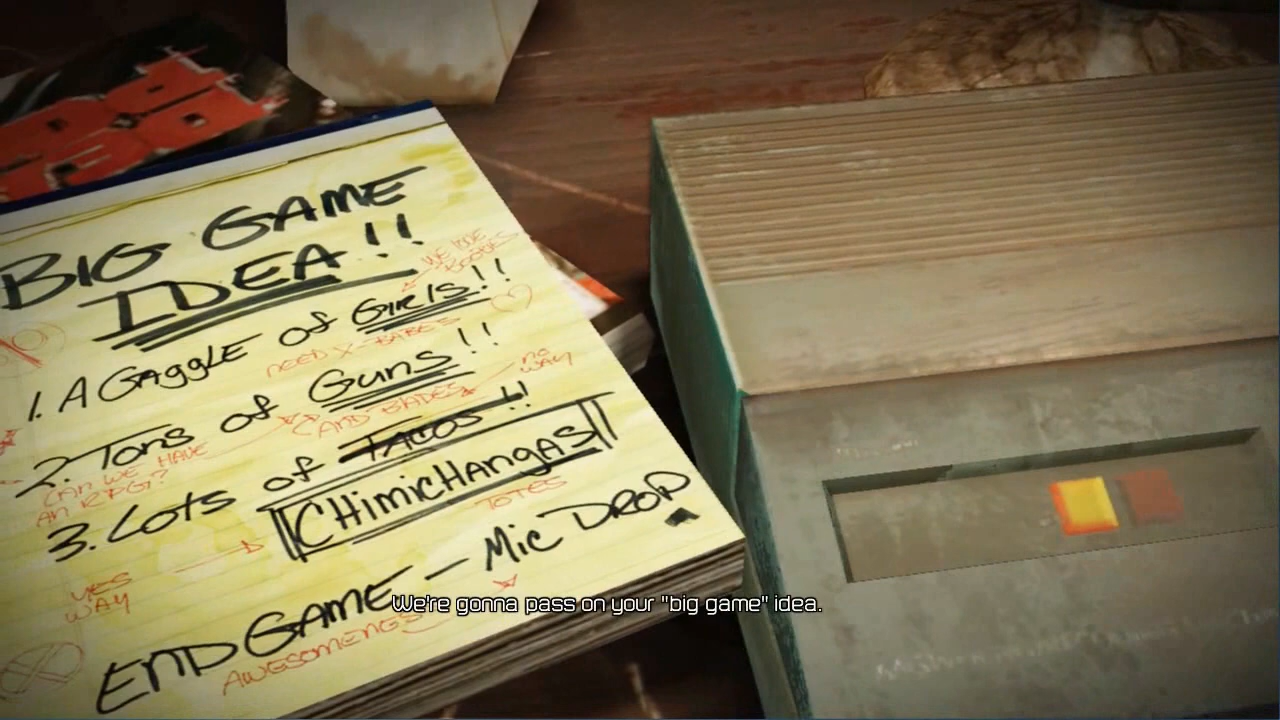 BIG GAME
IDEA!!
WE LOVE
BOOBIES
1. A GAGGLE of GIRLS!!
NEED X-BABES
2. TONS of GUNS!!
NO
WAY
(AND BLADES
CAN WE HAVE
AN RPG?
3. LOTS of TACOS!!
CHIMICHANGAS
TOTES
YES
WAY
END GAME - MIC DROP
AWESOMENESS
We're gonna pass on your "big game" idea.